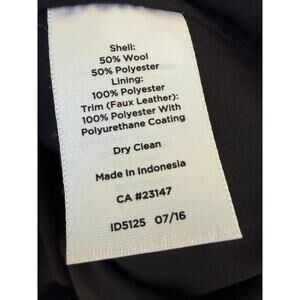 Shell:
50% Wool
50% Polyester
Lining:
100% Polyester
Trim (Faux Leather):
100% Polyester With
Polyurethane Coating
Dry Clean
Made in Indonesia
CA #23147
ID5125 07/16